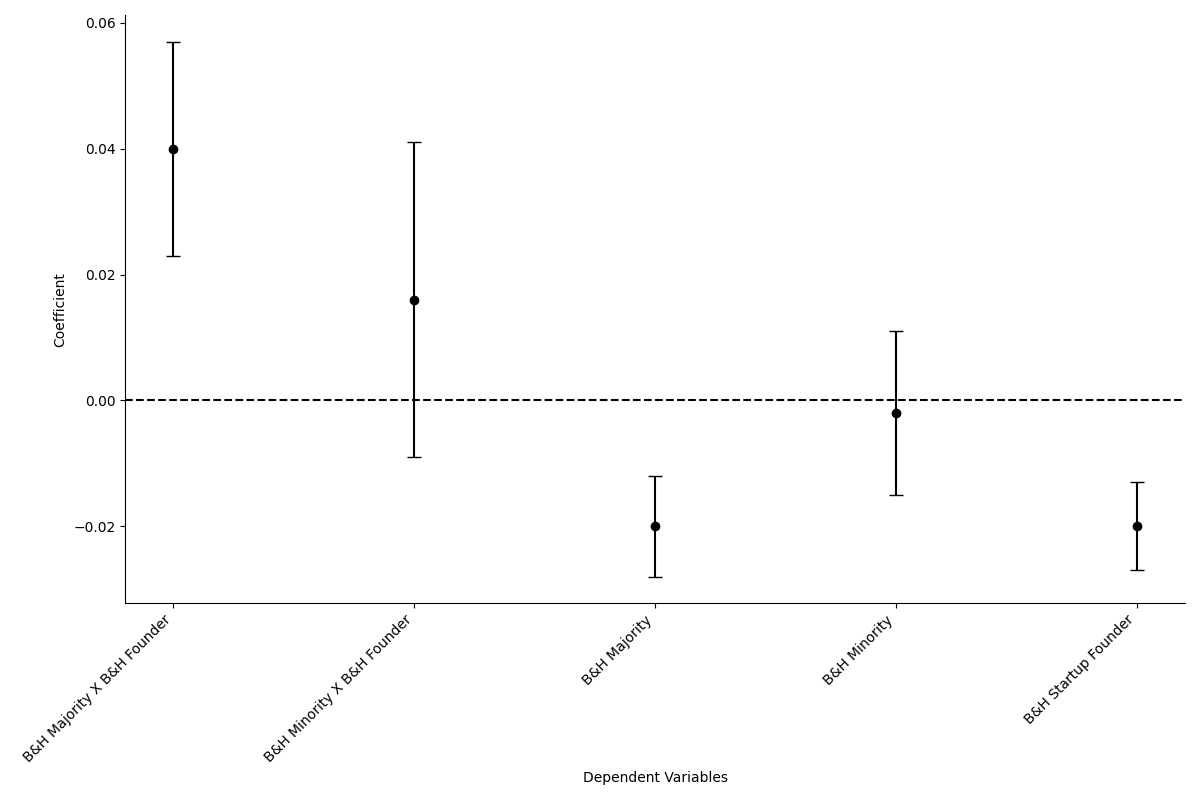 0.06
0.04
0.02
0.00
−0.02
Coefficient
B&H Majority X B&H Founder
B&H Minority X B&H Founder
B&H Majority
B&H Minority
B&H Startup Founder
Dependent Variables